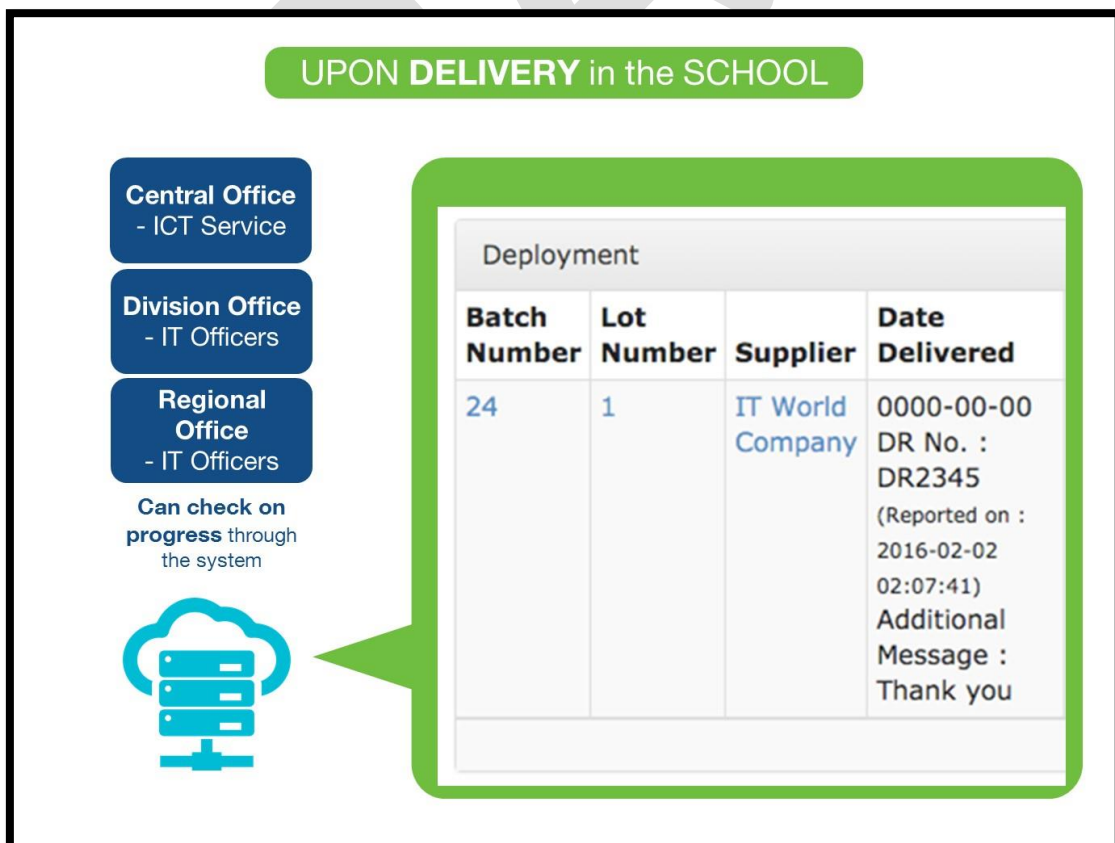 UPON DELIVERY in the SCHOOL
Central Office
- ICT Service
Division Office
- IT Officers
Regional
Office
- IT Officers
Can check on
progress through
the system
Deployment
Batch
Number
Lot
Number
Supplier
Date
Delivered
24
1
IT World
Company
0000-00-00
DR No. :
DR2345
(Reported on :
2016-02-02
02:07:41)
Additional
Message :
Thank you